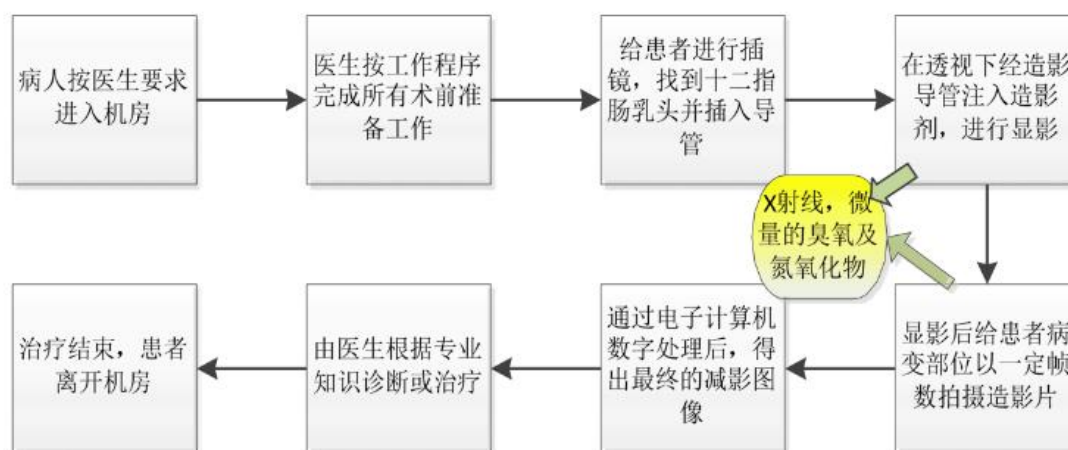 病人按医生要求
进入机房
医生按工作程序
完成所有术前准
备工作
给患者进行插
镜，找到十二指
肠乳头并插入导
管
在透视下经造影
导管注入造影
剂，进行显影
X射线，微
量的臭氧及
氮氧化物
显影后给患者病
变部位以一定帧
数拍摄造影片
通过电子计算机
数字处理后，得
出最终的减影图
像
由医生根据专业
知识诊断或治疗
治疗结束，患者
离开机房